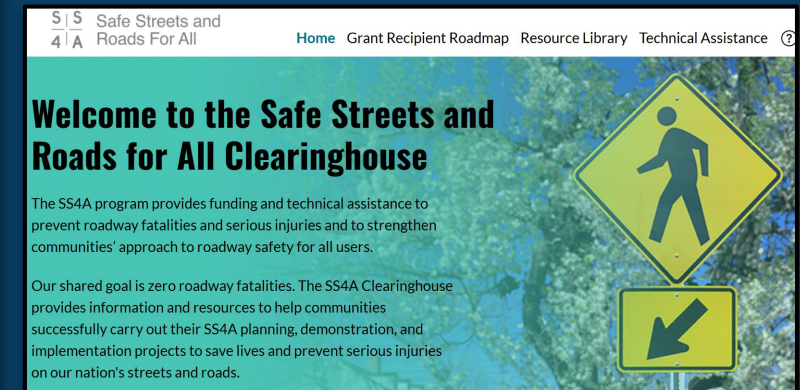 S S Safe Streets and
4 A Roads For All
Home Grant Recipient Roadmap Resource Library Technical Assistance ?
Welcome to the Safe Streets and
Roads for All Clearinghouse
The SS4A program provides funding and technical assistance to
prevent roadway fatalities and serious injuries and to strengthen
communities' approach to roadway safety for all users.
Our shared goal is zero roadway fatalities. The SS4A Clearinghouse
provides information and resources to help communities
successfully carry out their SS4A planning, demonstration, and
implementation projects to save lives and prevent serious injuries
on our nation's streets and roads.